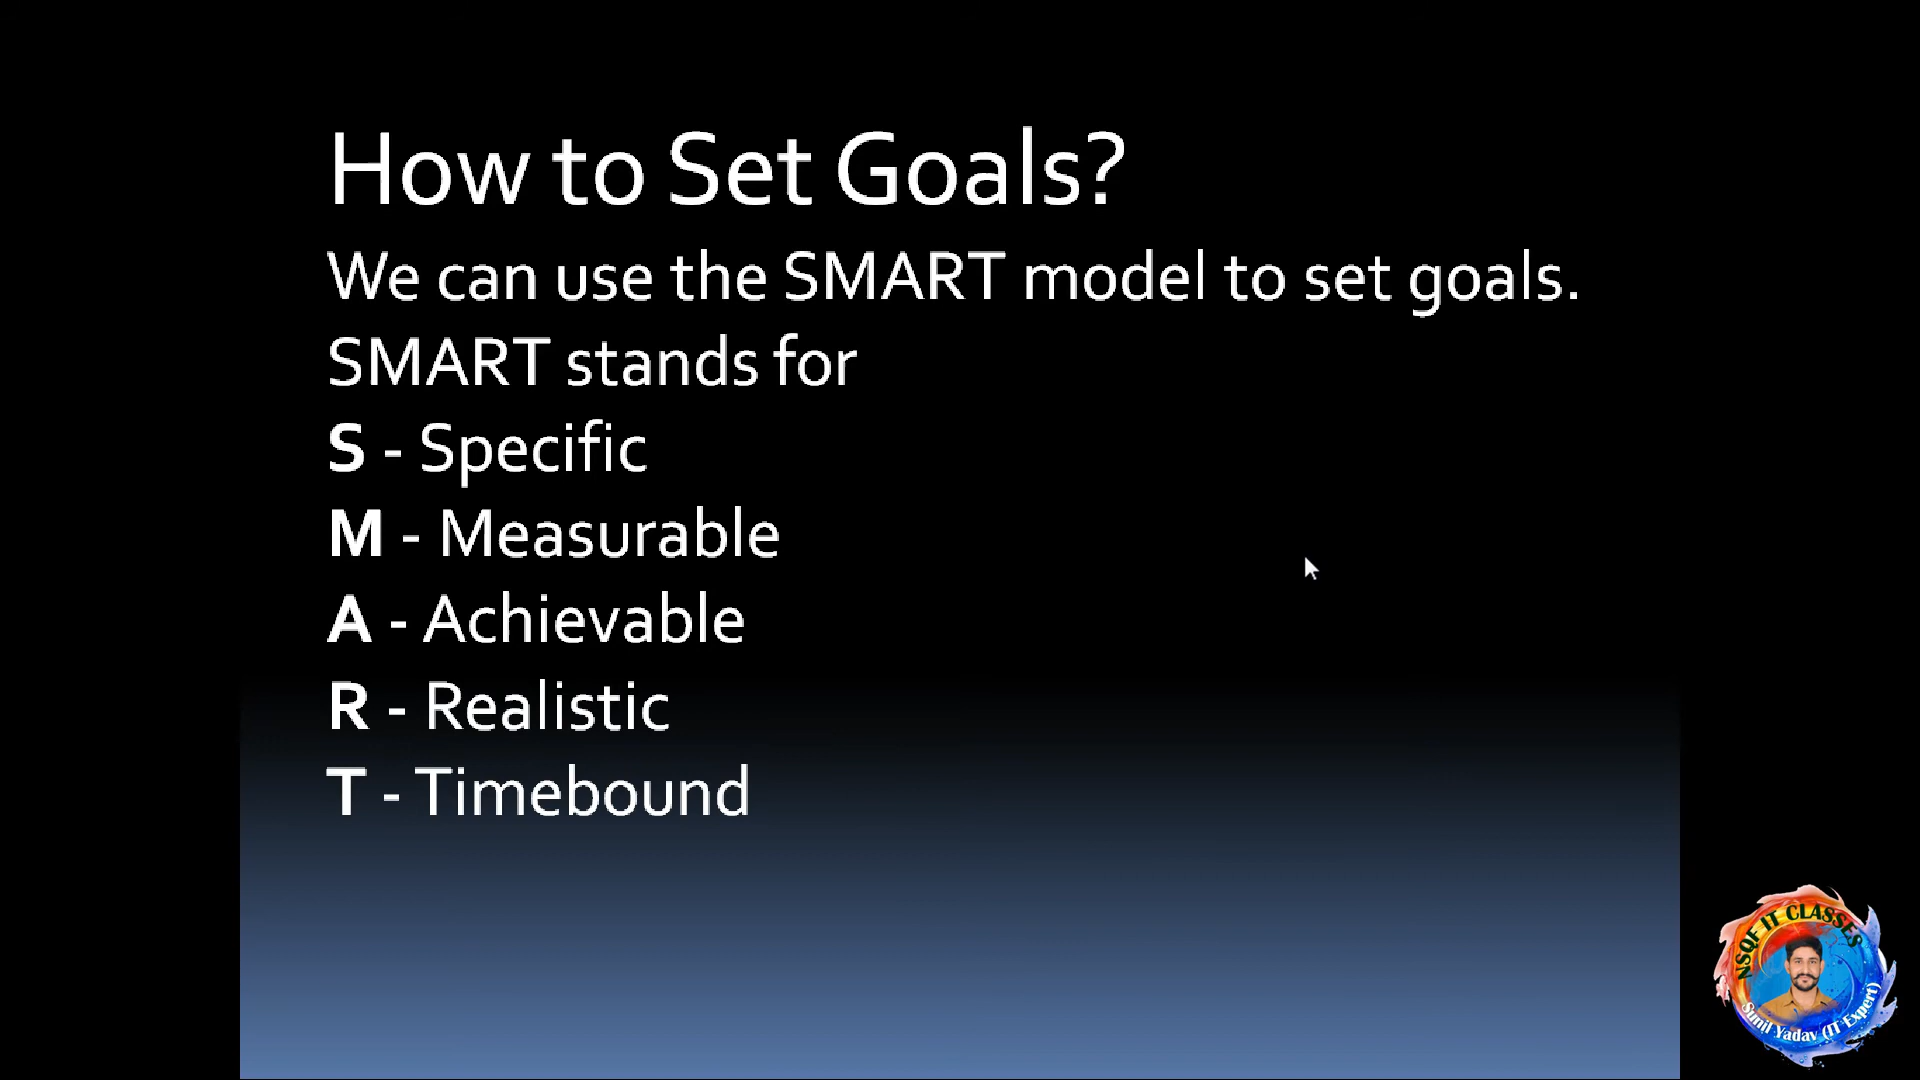 How to Set Goals?
We can use the SMART model to set goals.
SMART stands for
S - Specific
M - Measurable
A - Achievable
R - Realistic
T - Timebound
NSQF IT CLASSES
Sunil Yadav (IT Expert)